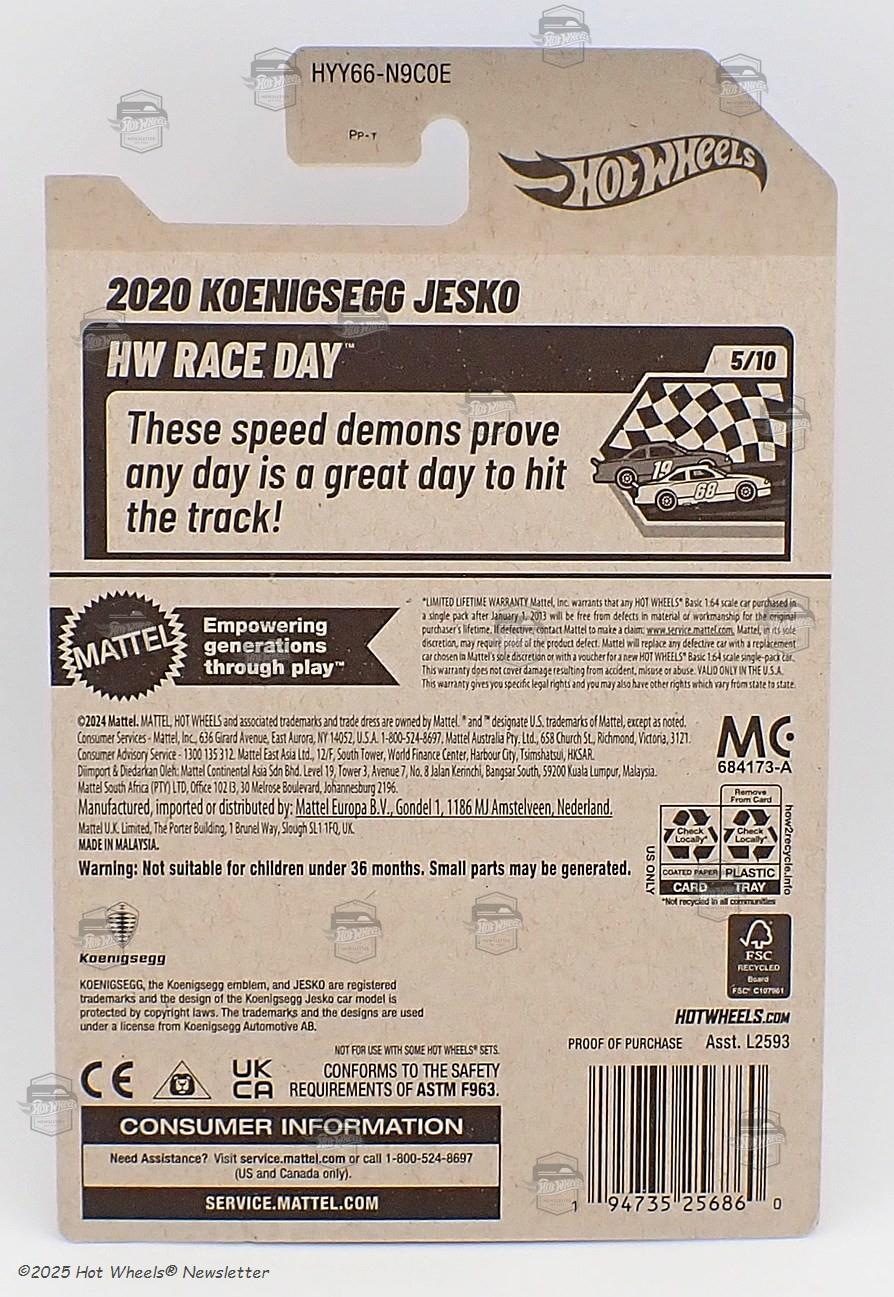 HYY66-N9C0E
PP-T
HOT WHEELS
2020 KOENIGSEGG JESKO
HW RACE DAY™
5/10
These speed demons prove
any day is a great day to hit
the track!
19
68
MATTEL
Empowering
generations
through play™
*LIMITED LIFETIME WARRANTY Mattel, Inc. warrants that any HOT WHEELS® Basic 1:64 scale car purchased in
a single pack after January 1, 2013 will be free from defects in material or workmanship for the original
purchaser's lifetime. If defective, contact Mattel to make a claim: www.service.mattel.com. Mattel, in its sole
discretion, may require proof of the product defect. Mattel will replace any defective car with a replacement
car chosen in Mattel's sole discretion or with a voucher for a new HOT WHEELS® Basic 1:64 scale single-pack car.
This warranty does not cover damage resulting from accident, misuse or abuse. VALID ONLY IN THE U.S.A.
This warranty gives you specific legal rights and you may also have other rights which vary from state to state.
©2024 Mattel. MATTEL, HOT WHEELS and associated trademarks and trade dress are owned by Mattel. ® and ™ designate U.S. trademarks of Mattel, except as noted.
Consumer Services - Mattel, Inc., 636 Girard Avenue, East Aurora, NY 14052, U.S.A. 1-800-524-8697. Mattel Australia Pty. Ltd., 658 Church St., Richmond, Victoria, 3121.
Consumer Advisory Service - 1300 135 312. Mattel East Asia Ltd., 12/F, South Tower, World Finance Center, Harbour City, Tsimshatsui, HKSAR.
Diimport & Diedarkan Oleh: Mattel Continental Asia Sdn Bhd. Level 19, Tower 3, Avenue 7, No. 8 Jalan Kerinchi, Bangsar South, 59200 Kuala Lumpur, Malaysia.
Mattel South Africa (PTY) LTD, Office 102 I3, 30 Melrose Boulevard, Johannesburg 2196.
Manufactured, imported or distributed by: Mattel Europa B.V., Gondel 1, 1186 MJ Amstelveen, Nederland.
Mattel U.K. Limited, The Porter Building, 1 Brunel Way, Slough SL1 1FQ, UK.
MADE IN MALAYSIA.
Warning: Not suitable for children under 36 months. Small parts may be generated.
MC
684173-A
Remove
From Card
Check
Locally*
Check
Locally*
COATED PAPER
PLASTIC
CARD
TRAY
US ONLY
how2recycle.info
*Not recycled in all communities
Koenigsegg
KOENIGSEGG, the Koenigsegg emblem, and JESKO are registered
trademarks and the design of the Koenigsegg Jesko car model is
protected by copyright laws. The trademarks and the designs are used
under a license from Koenigsegg Automotive AB.
FSC
RECYCLED
Board
FSC® C107961
HOTWHEELS.COM
PROOF OF PURCHASE
Asst. L2593
NOT FOR USE WITH SOME HOT WHEELS® SETS.
CE
UK
CA
CONFORMS TO THE SAFETY
REQUIREMENTS OF ASTM F963.
CONSUMER INFORMATION
Need Assistance? Visit service.mattel.com or call 1-800-524-8697
(US and Canada only).
SERVICE.MATTEL.COM
1 94735 25686 0
©2025 Hot Wheels® Newsletter